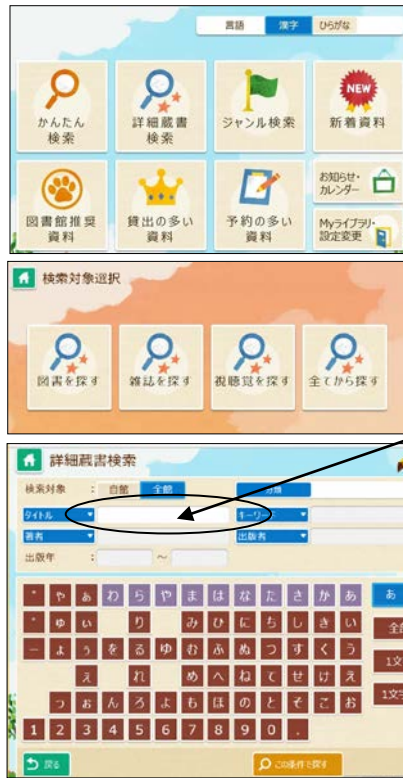 言語 漢字 ひらがな
かんたん 検索
詳細蔵書 検索
ジャンル検索
NEW
新着資料
図書館推奨 資料
貸出の多い 資料
予約の多い 資料
お知らせ・ カレンダー
Myライブラリ・ 設定変更
検索対象選択
図書を探す 雑誌を探す 視聴覚を探す 全てから探す
詳細蔵書検索
検索対象 : 自館 全館 分類
タイトル キーワード
著者 出版者
出版年 : ～
゛ ゃ ぁ わ ら や ま は な た さ か あ あ
゜ ゅ ぃ り み ひ に ち し き い
ー ょ ぅ を る ゆ む ふ ぬ つ す く う
ぇ れ め へ ね て せ け え 1文
っ ぉ ん ろ よ も ほ の と そ こ お 1文
1 2 3 4 5 6 7 8 9 0 .
戻る この条件で探す